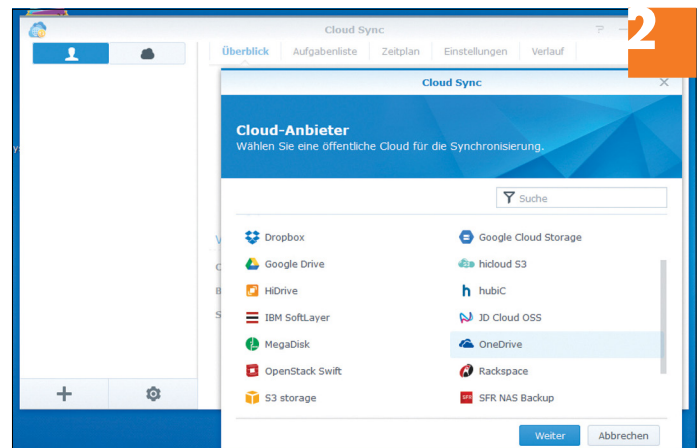 2
Cloud Sync
Überblick Aufgabenliste Zeitplan Einstellungen Verlauf
Cloud Sync
Cloud-Anbieter
Wählen Sie eine öffentliche Cloud für die Synchronisierung.
Suche
Dropbox Google Cloud Storage
Google Drive hicloud S3
HiDrive hubiC
IBM SoftLayer JD Cloud OSS
MegaDisk OneDrive
OpenStack Swift Rackspace
S3 storage SFR SFR NAS Backup
Weiter Abbrechen